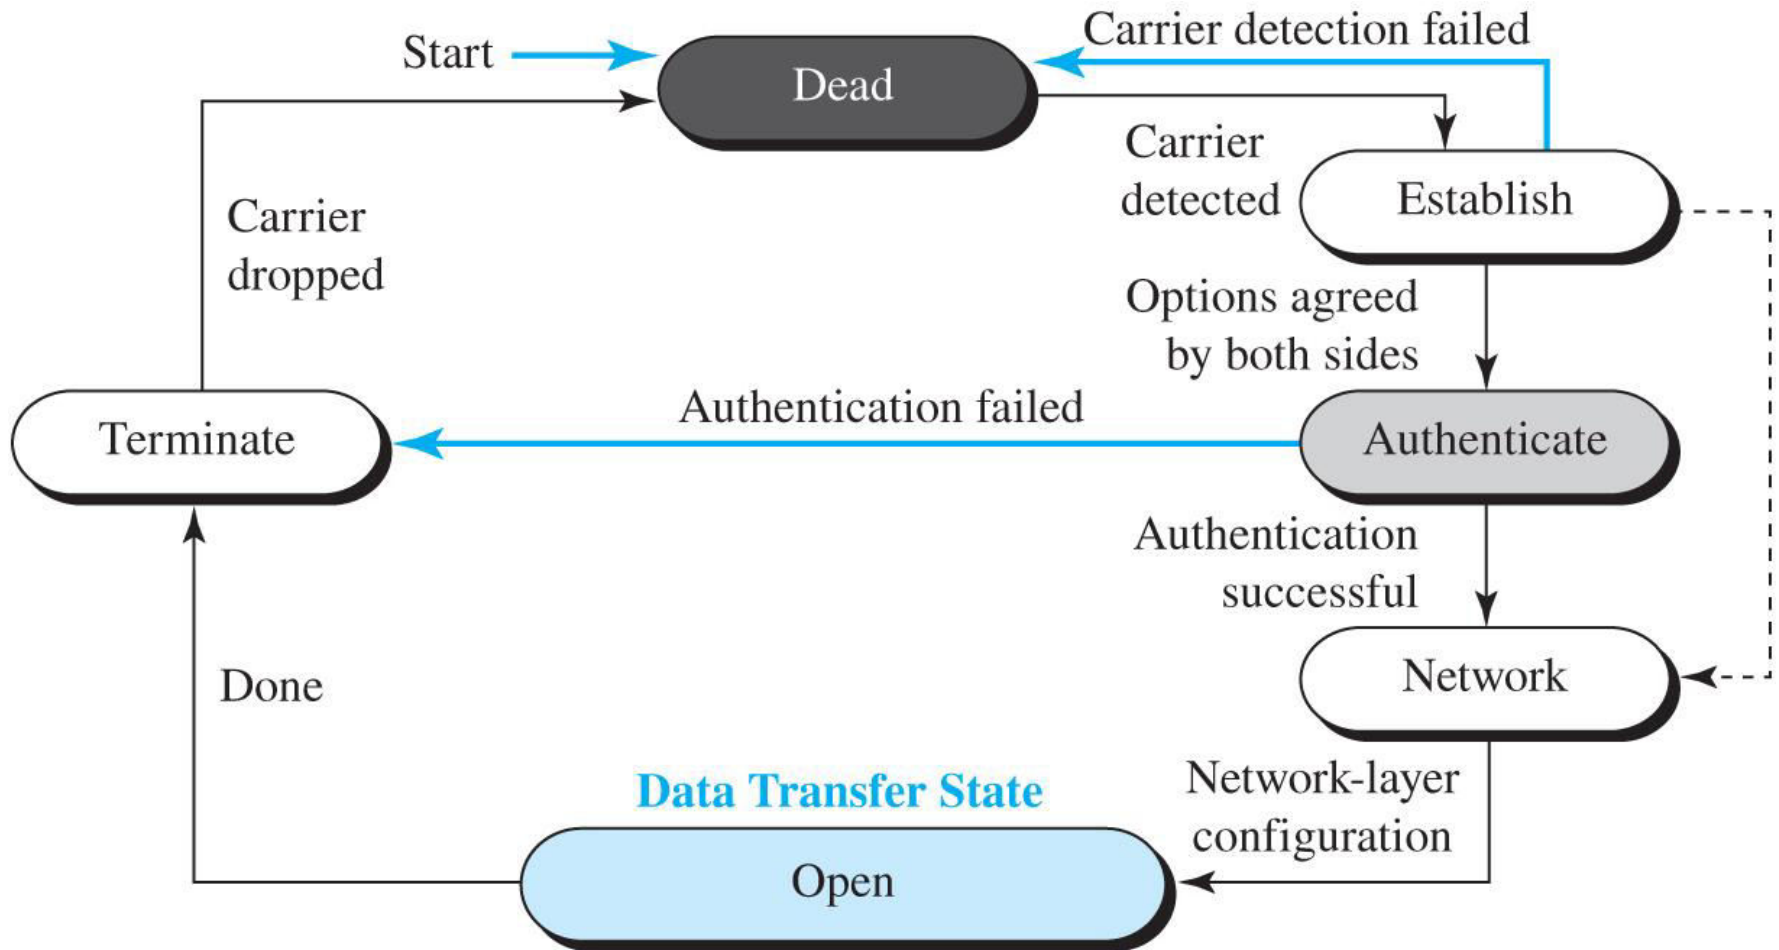 Start
Carrier detection failed
Dead
Carrier
detected
Establish
Carrier
dropped
Options agreed
by both sides
Authentication failed
Terminate
Authenticate
Authentication
successful
Network
Done
Data Transfer State
Network-layer
configuration
Open